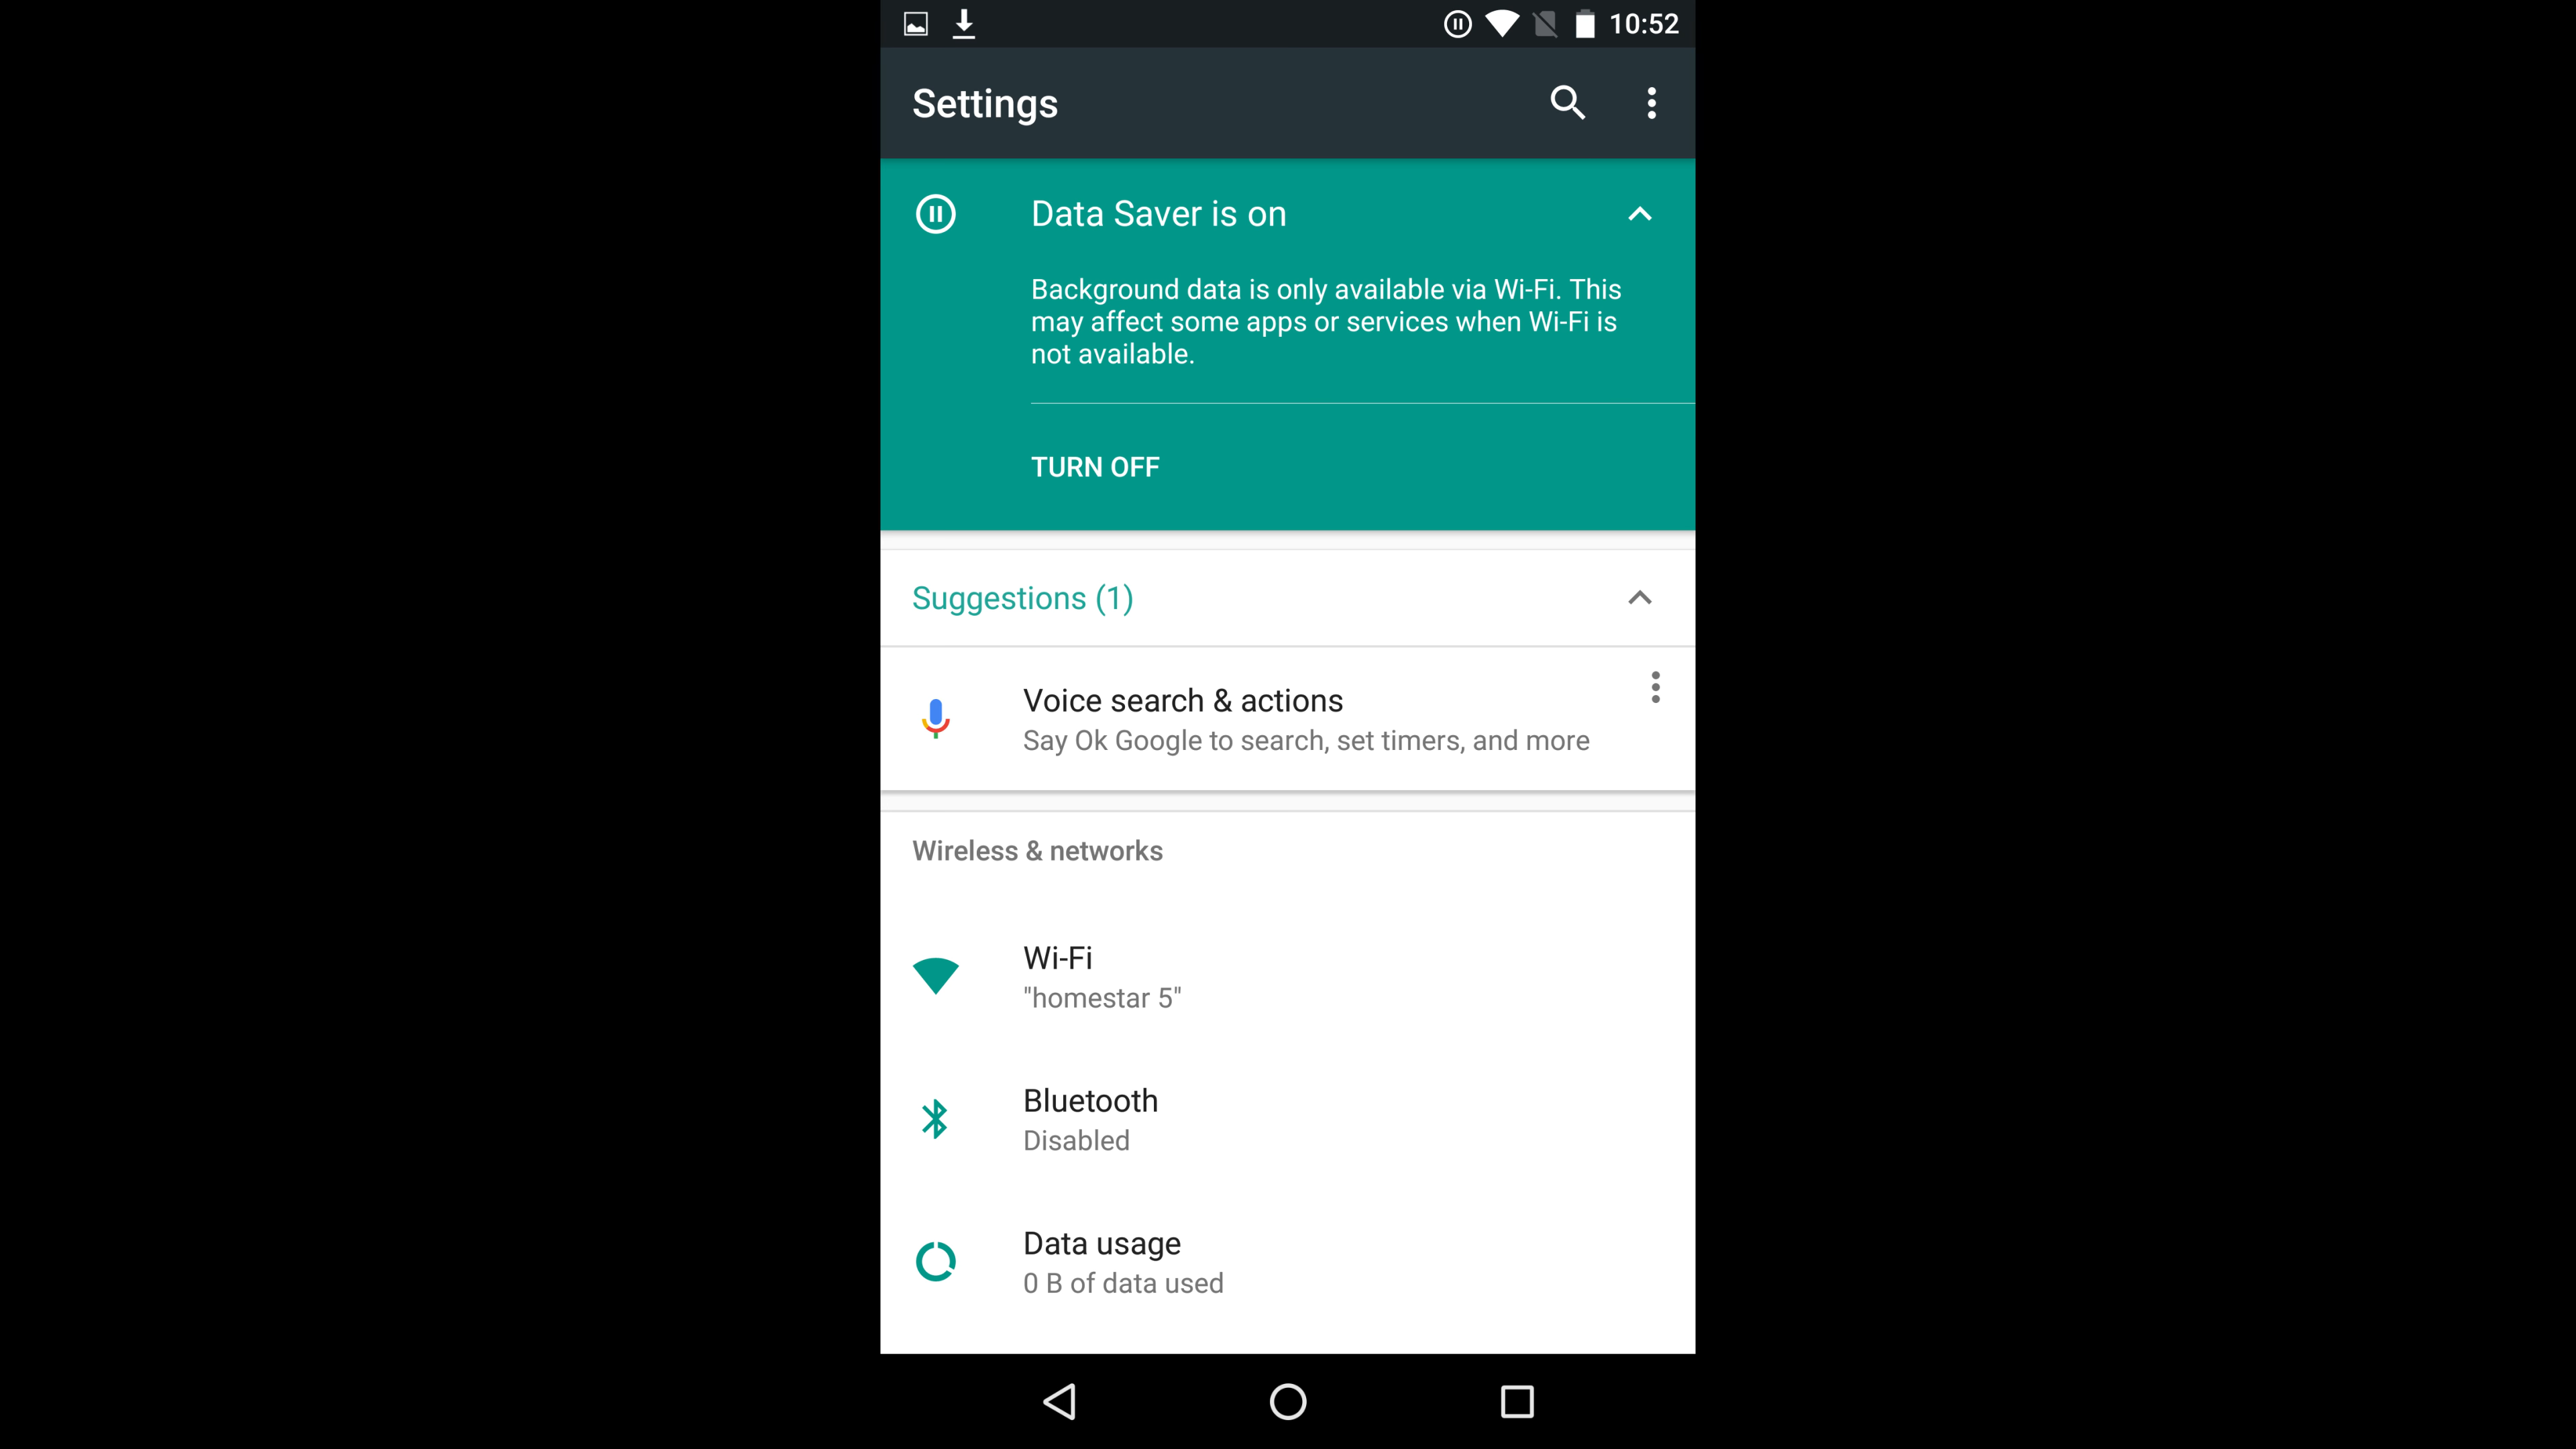 10:52
Settings
Data Saver is on
Background data is only available via Wi-Fi. This
may affect some apps or services when Wi-Fi is
not available.
TURN OFF
Suggestions (1)
Voice search & actions
Say Ok Google to search, set timers, and more
Wireless & networks
Wi-Fi
"homestar 5"
Bluetooth
Disabled
Data usage
0 B of data used